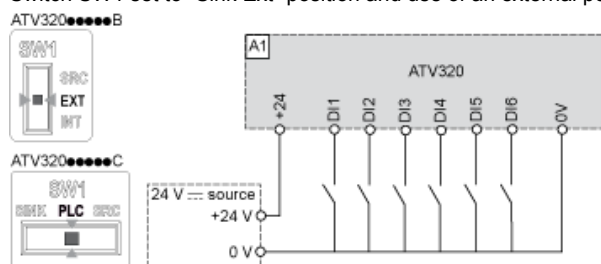 Switch SW1 set to "Sink Ext" position and use of an external po
ATV320●●●●●B
SW1
SRC
EXT
INT
A1
ATV320
+24
DI1
DI2
DI3
DI4
DI5
DI6
0V
ATV320●●●●●C
SW1
SINK PLC SRC
24 V ⎓ source
+24 V
0 V